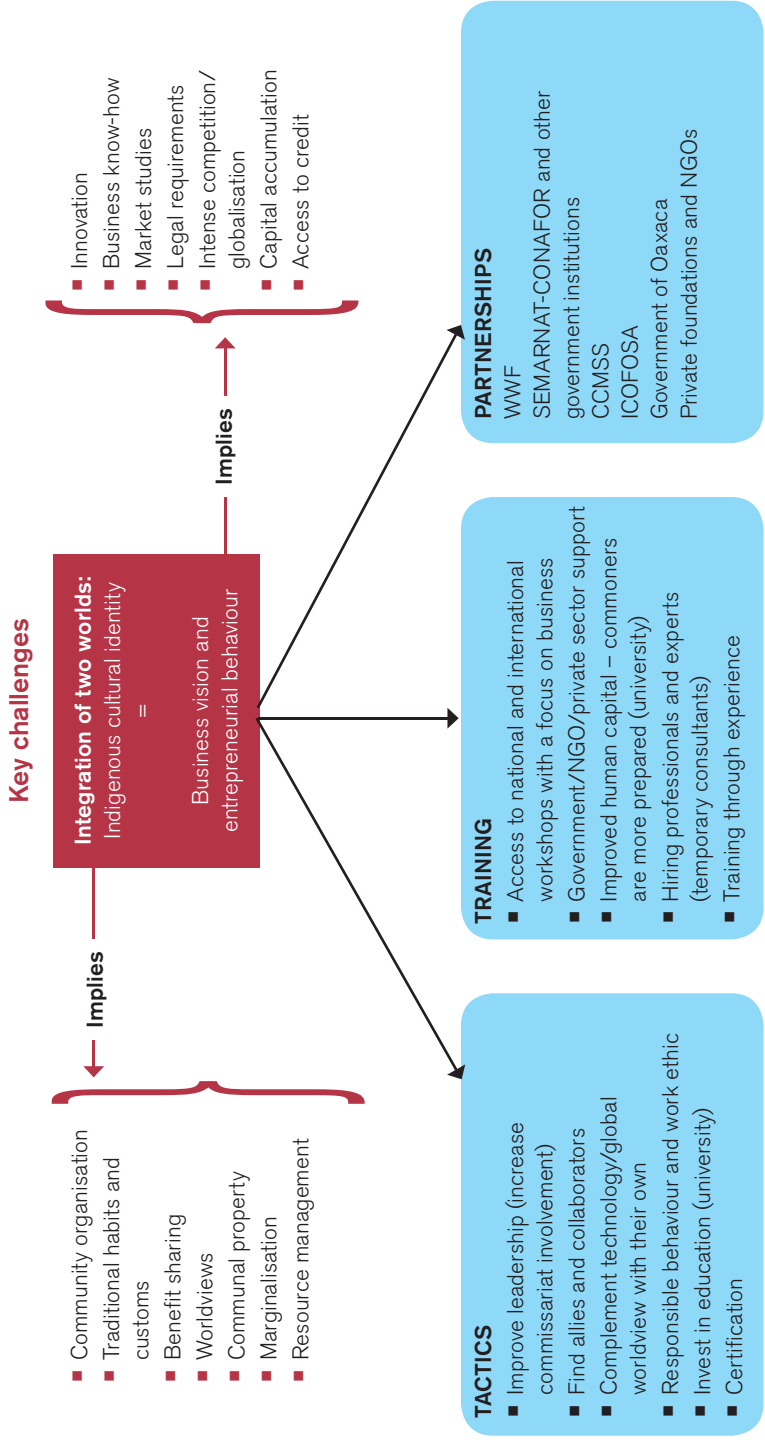 Key challenges
■ Community organisation
■ Traditional habits and
customs
■ Benefit sharing
■ Worldviews
■ Communal property
■ Marginalisation
■ Resource management
Implies
Integration of two worlds:
Indigenous cultural identity
=
Business vision and
entrepreneurial behaviour
Implies
■ Innovation
■ Business know-how
■ Market studies
■ Legal requirements
■ Intense competition/
globalisation
■ Capital accumulation
■ Access to credit
TACTICS
■ Improve leadership (increase
commissariat involvement)
■ Find allies and collaborators
■ Complement technology/global
worldview with their own
■ Responsible behaviour and work ethic
■ Invest in education (university)
■ Certification
TRAINING
■ Access to national and international
workshops with a focus on business
■ Government/NGO/private sector support
■ Improved human capital – commoners
are more prepared (university)
■ Hiring professionals and experts
(temporary consultants)
■ Training through experience
PARTNERSHIPS
WWF
SEMARNAT-CONAFOR and other
government institutions
CCMSS
ICOFOSA
Government of Oaxaca
Private foundations and NGOs